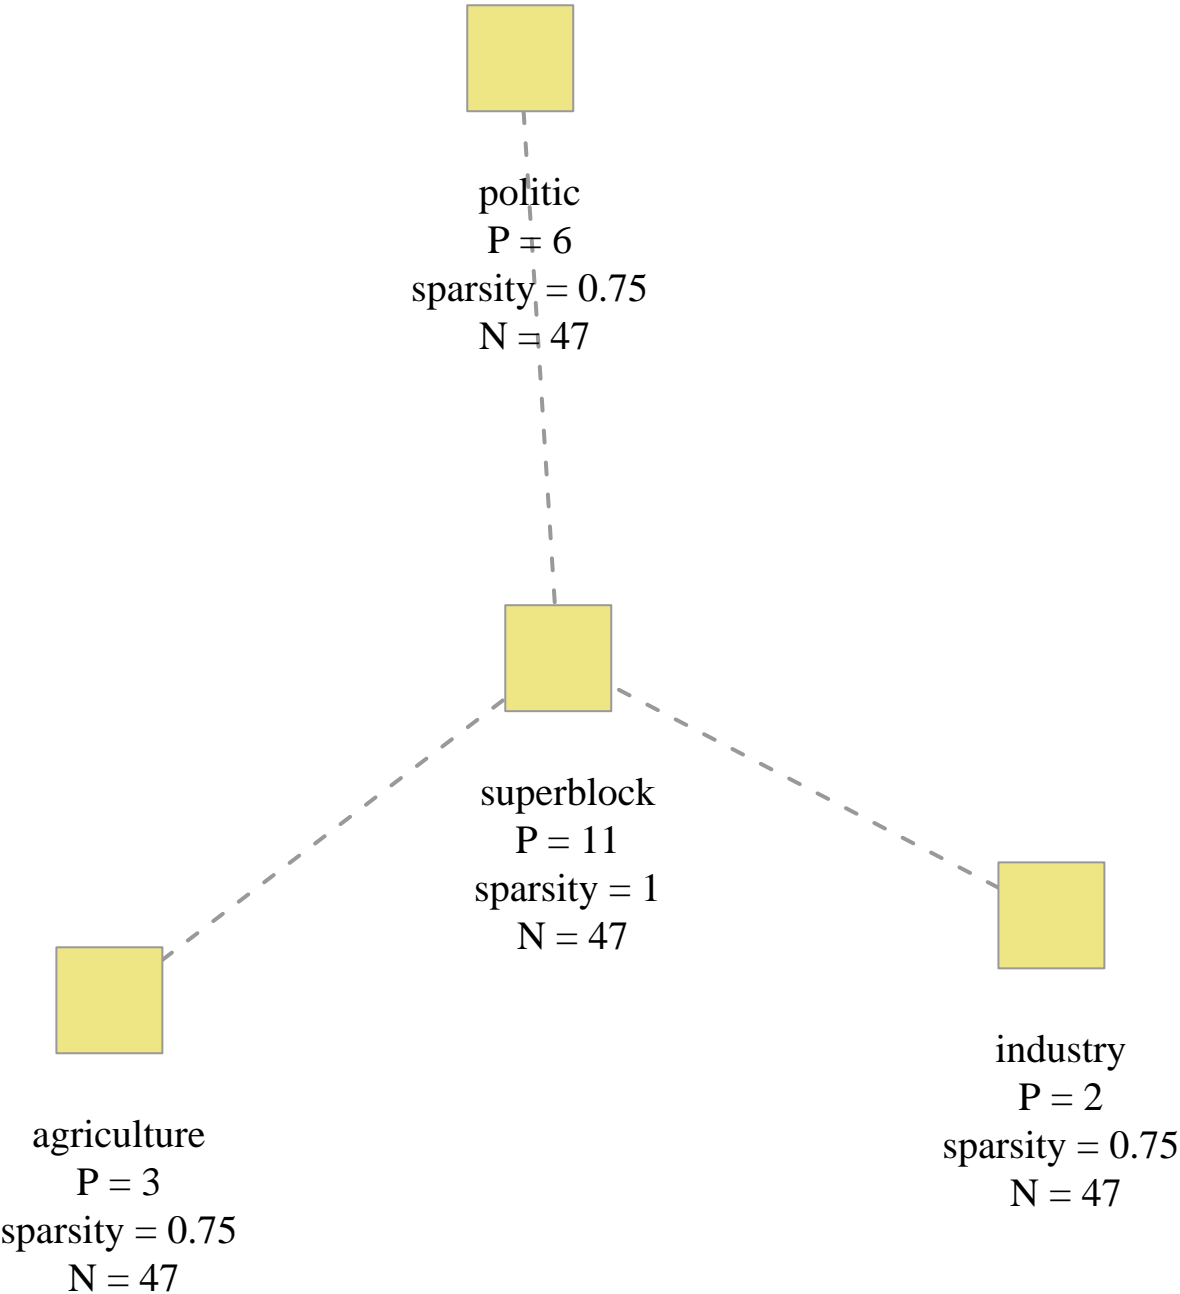 politic
P = 6
sparsity = 0.75
N = 47
superblock
P = 11
sparsity = 1
N = 47
agriculture
P = 3
sparsity = 0.75
N = 47
industry
P = 2
sparsity = 0.75
N = 47